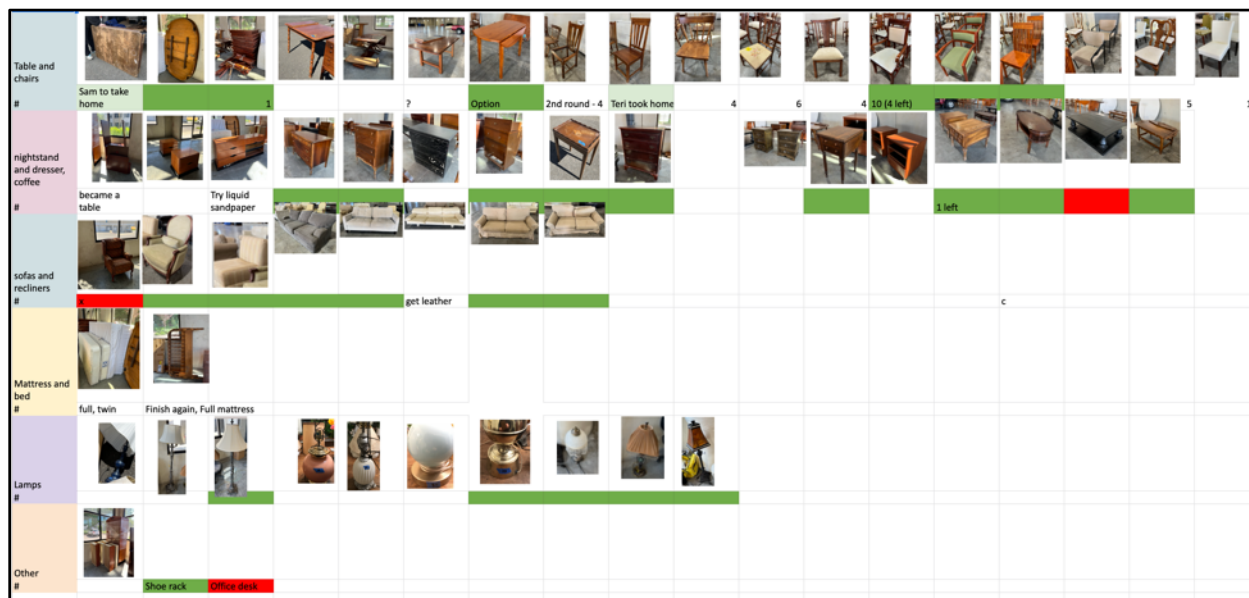 Table and
chairs
#
Sam to take
home
1
?
Option
2nd round - 4
Teri took home
4
6
4
10 (4 left)
5
nightstand
and dresser,
coffee
#
became a
table
Try liquid
sandpaper
1 left
sofas and
recliners
#
x
get leather
c
Mattress and
bed
#
full, twin
Finish again, Full mattress
Lamps
#
Other
#
Shoe rack
Office desk